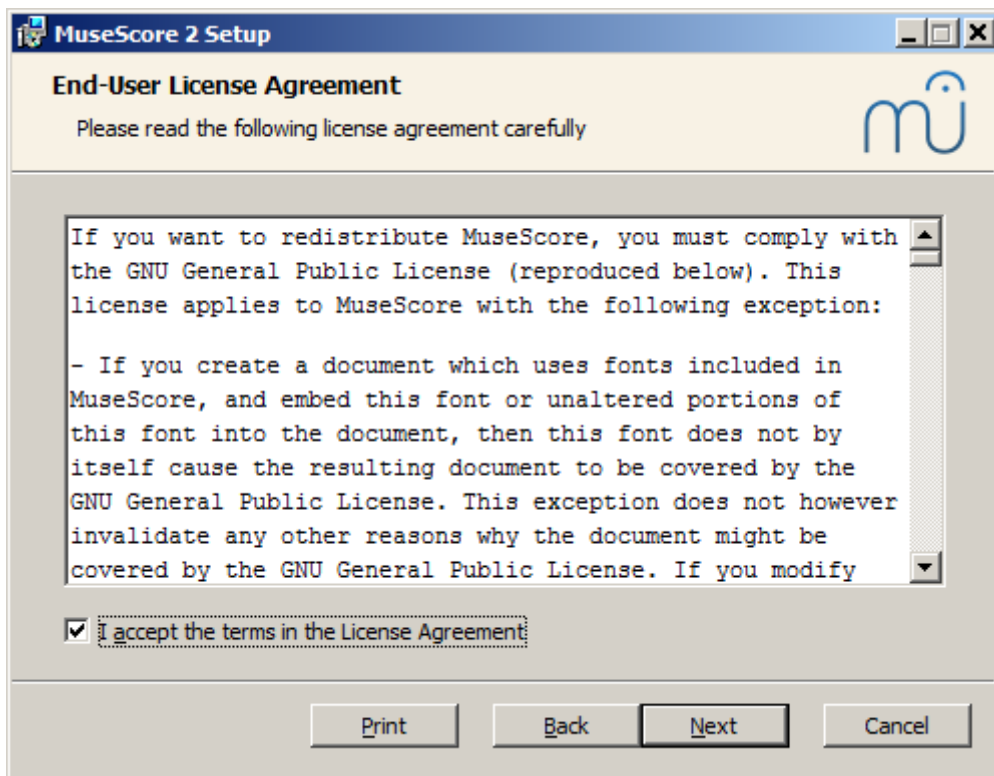 MuseScore 2 Setup
End-User License Agreement
Please read the following license agreement carefully
If you want to redistribute MuseScore, you must comply with
the GNU General Public License (reproduced below). This
license applies to MuseScore with the following exception:
- If you create a document which uses fonts included in
MuseScore, and embed this font or unaltered portions of
this font into the document, then this font does not by
itself cause the resulting document to be covered by the
GNU General Public License. This exception does not however
invalidate any other reasons why the document might be
covered by the GNU General Public License. If you modify
I accept the terms in the License Agreement
Print Back Next Cancel